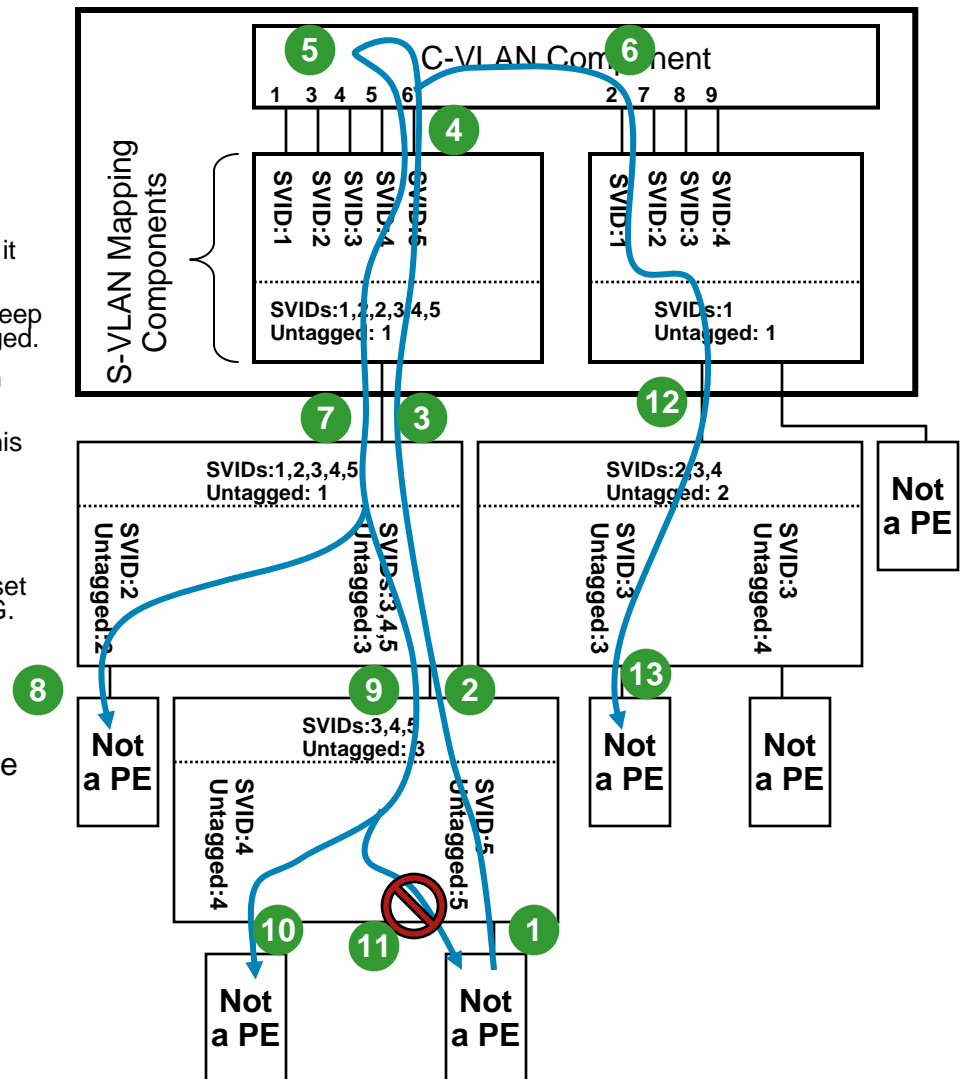 5
6
C-VLAN Component
1 3 4 5 6
2 7 8 9
4
S-VLAN Mapping
Components
SVID:1
SVID:2
SVID:3
SVID:4
SVID:5
SVID:1
SVID:2
SVID:3
SVID:4
it
eep
ged.
SVIDs:1,2,2,3,4,5
Untagged: 1
SVIDs:1
Untagged: 1
7
3
12
his
SVIDs:1,2,3,4,5
Untagged: 1
SVIDs:2,3,4
Untagged: 2
Not
a PE
SVID:2
Untagged:2
SVIDs:3,4,5
Untagged:3
SVID:3
Untagged:3
SVID:3
Untagged:4
set
G.
8
9
2
13
Not
a PE
SVIDs:3,4,5
Untagged: 3
Not
a PE
Not
a PE
e
SVID:4
Untagged:4
SVID:5
Untagged:5
10
11
1
Not
a PE
Not
a PE